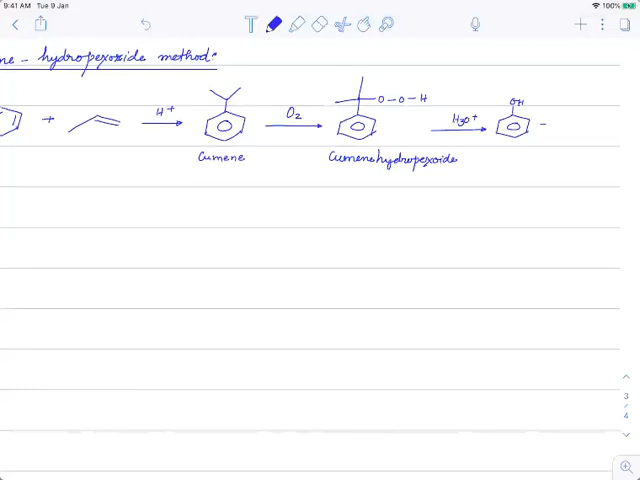 9:41 AM Tue 9 Jan 100%
ne - hydroperoxide method:
+ H+ O2 O - O - H H3O+ OH
Cumene Cumenehydroperoxide
3
/
4